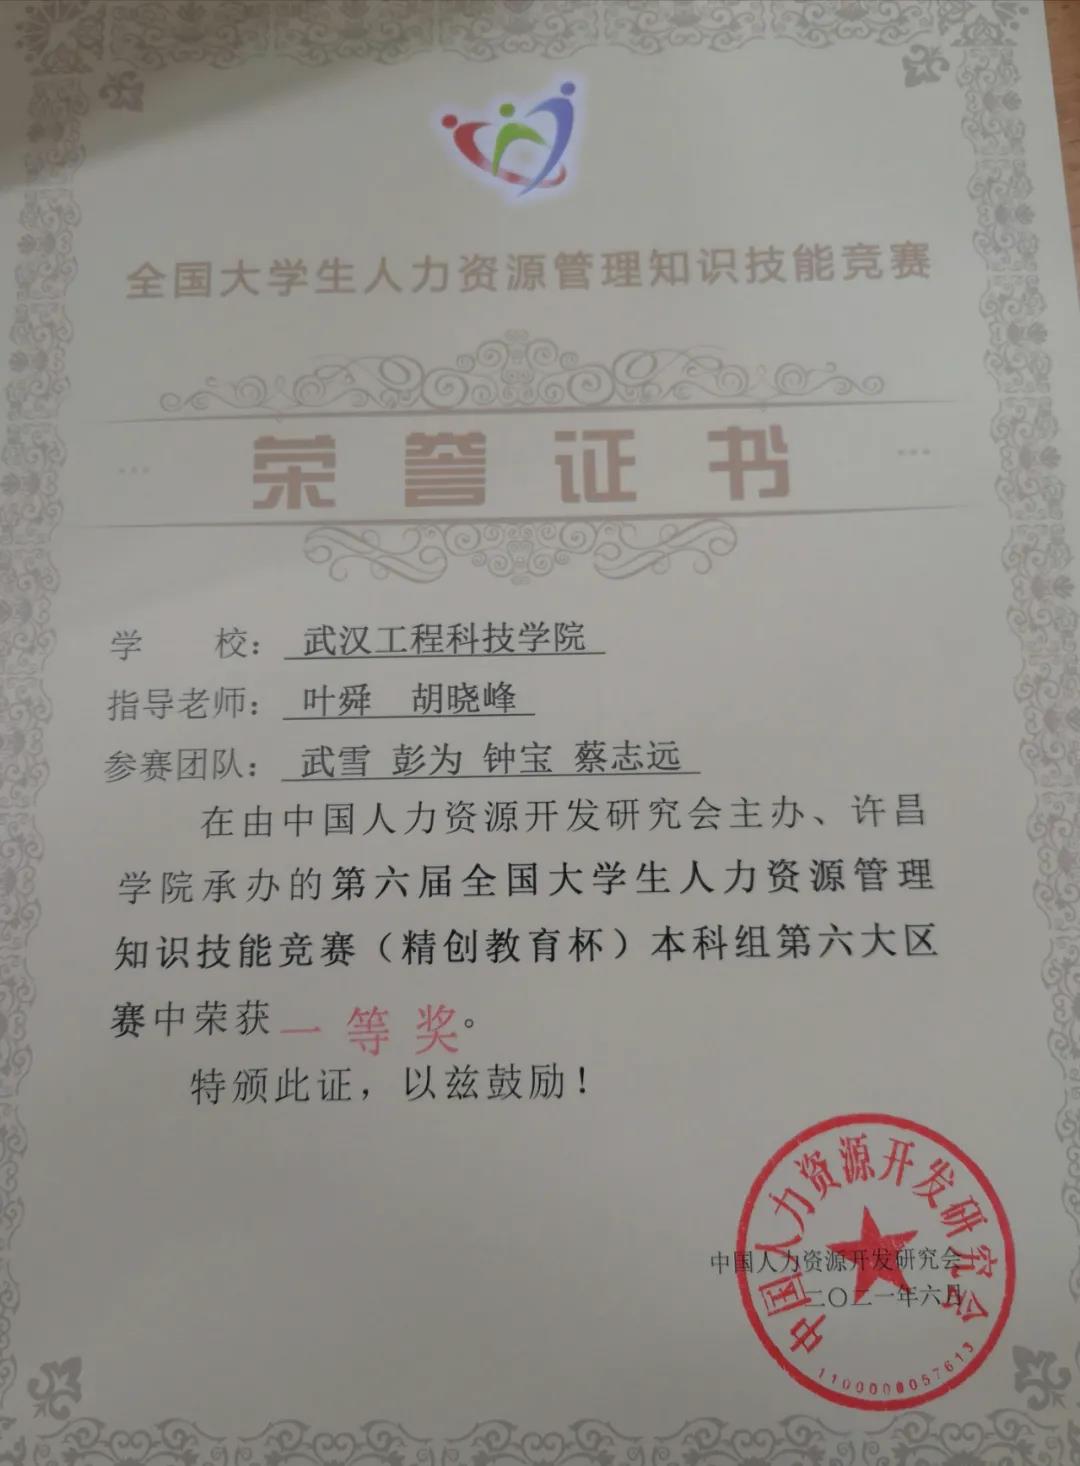 全国大学生人力资源管理知识技能竞赛
荣誉证书
学 校： 武汉工程科技学院
指导老师： 叶舜 胡晓峰
参赛团队： 武雪 彭为 钟宝 蔡志远
在由中国人力资源开发研究会主办、许昌
学院承办的第六届全国大学生人力资源管理
知识技能竞赛（精创教育杯）本科组第六大区
赛中荣获一等奖。
特颁此证，以兹鼓励！
中国人力资源开发研究会
二〇二一年六月
中国人力资源开发研究会
1100000057613